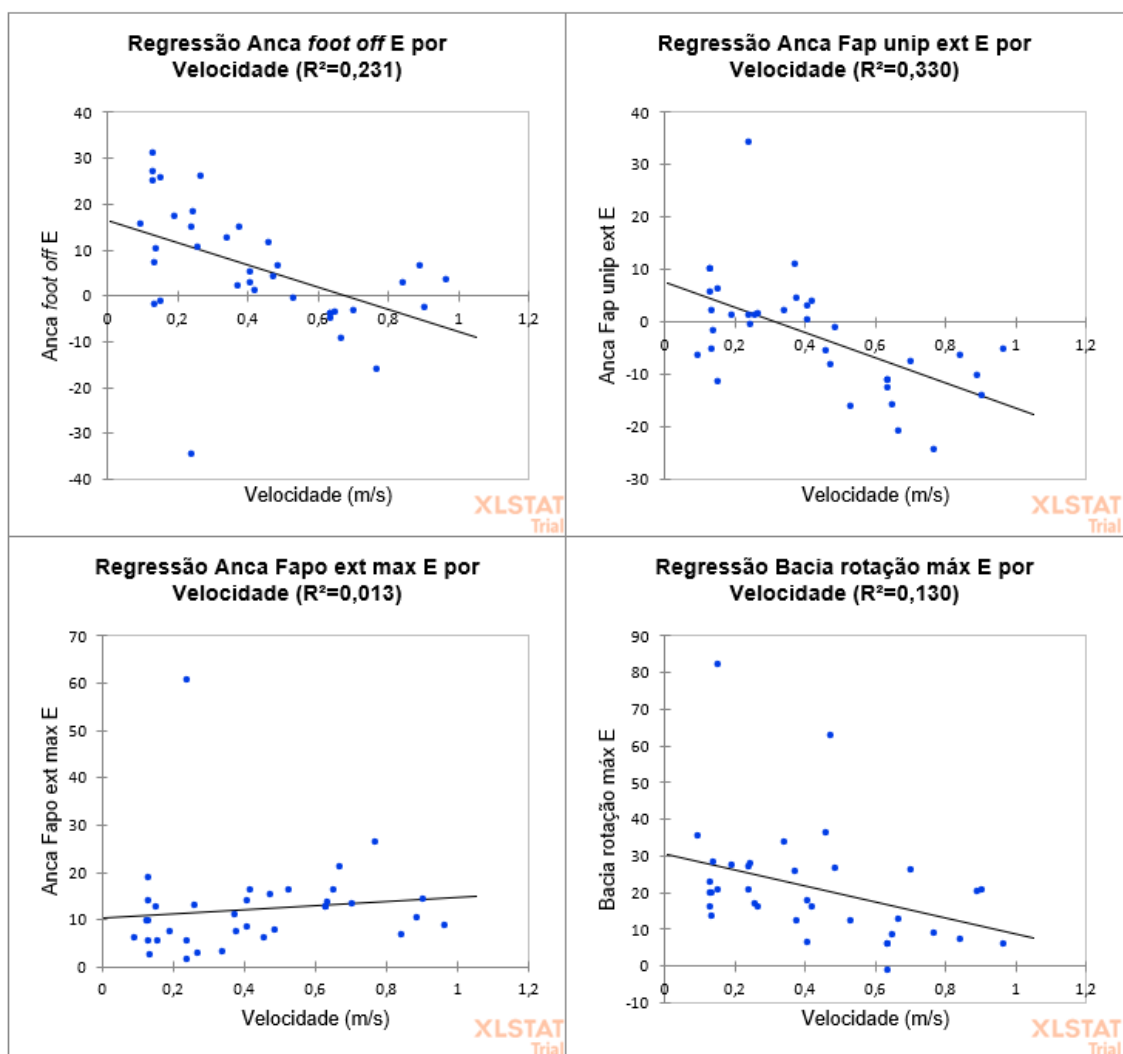 Regressão Anca foot off E por
Velocidade (R²=0,231)
40
30
20
10
0
-10
-20
-30
-40
0
0,2
0,4
0,6
0,8
1
1,2
Anca foot off E
Velocidade (m/s)
XLSTAT
Trial
Regressão Anca Fap unip ext E por
Velocidade (R²=0,330)
40
30
20
10
0
-10
-20
-30
0
0,2
0,4
0,6
0,8
1
1,2
Anca Fap unip ext E
Velocidade (m/s)
XLSTAT
Trial
Regressão Anca Fapo ext max E por
Velocidade (R²=0,013)
70
60
50
40
30
20
10
0
0
0,2
0,4
0,6
0,8
1
1,2
Anca Fapo ext max E
Velocidade (m/s)
XLSTAT
Trial
Regressão Bacia rotação máx E por
Velocidade (R²=0,130)
90
80
70
60
50
40
30
20
10
0
-10
0
0,2
0,4
0,6
0,8
1
1,2
Bacia rotação máx E
Velocidade (m/s)
XLSTAT
Trial